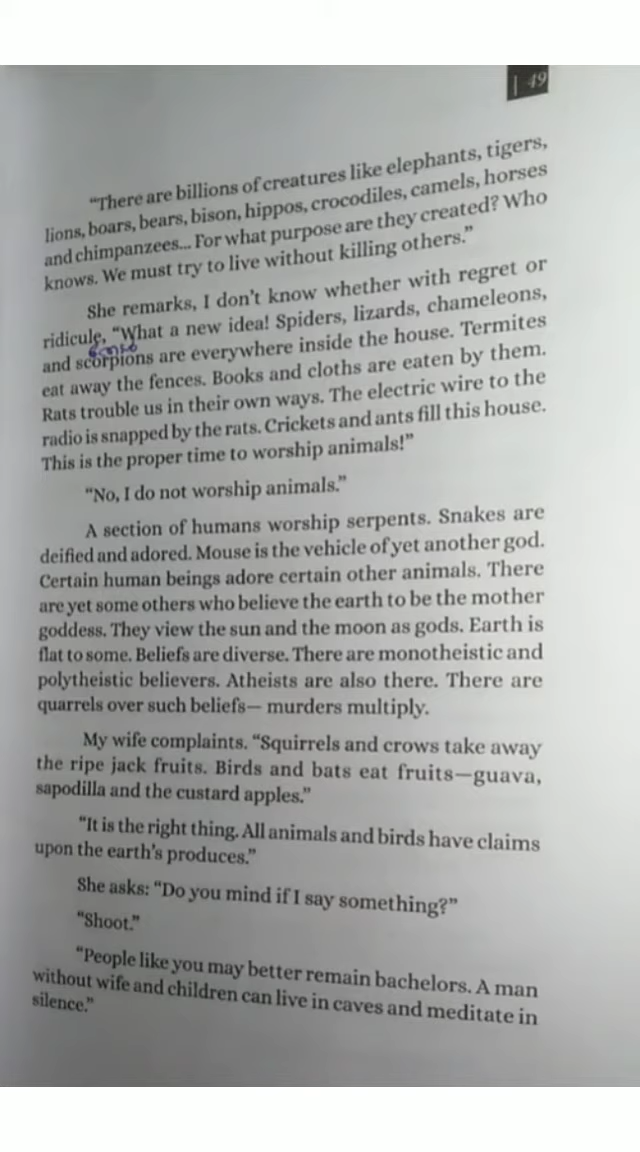 | 49
“There are billions of creatures like elephants, tigers,
lions, boars, bears, bison, hippos, crocodiles, camels, horses
and chimpanzees... For what purpose are they created? Who
knows. We must try to live without killing others.”
She remarks, I don’t know whether with regret or
ridicule, “What a new idea! Spiders, lizards, chameleons,
and scorpions are everywhere inside the house. Termites
eat away the fences. Books and cloths are eaten by them.
Rats trouble us in their own ways. The electric wire to the
radio is snapped by the rats. Crickets and ants fill this house.
This is the proper time to worship animals!”
“No, I do not worship animals.”
A section of humans worship serpents. Snakes are
deified and adored. Mouse is the vehicle of yet another god.
Certain human beings adore certain other animals. There
are yet some others who believe the earth to be the mother
goddess. They view the sun and the moon as gods. Earth is
flat to some. Beliefs are diverse. There are monotheistic and
polytheistic believers. Atheists are also there. There are
quarrels over such beliefs— murders multiply.
My wife complaints. “Squirrels and crows take away
the ripe jack fruits. Birds and bats eat fruits—guava,
sapodilla and the custard apples.”
“It is the right thing. All animals and birds have claims
upon the earth’s produces.”
She asks: “Do you mind if I say something?”
“Shoot.”
“People like you may better remain bachelors. A man
without wife and children can live in caves and meditate in
silence.”